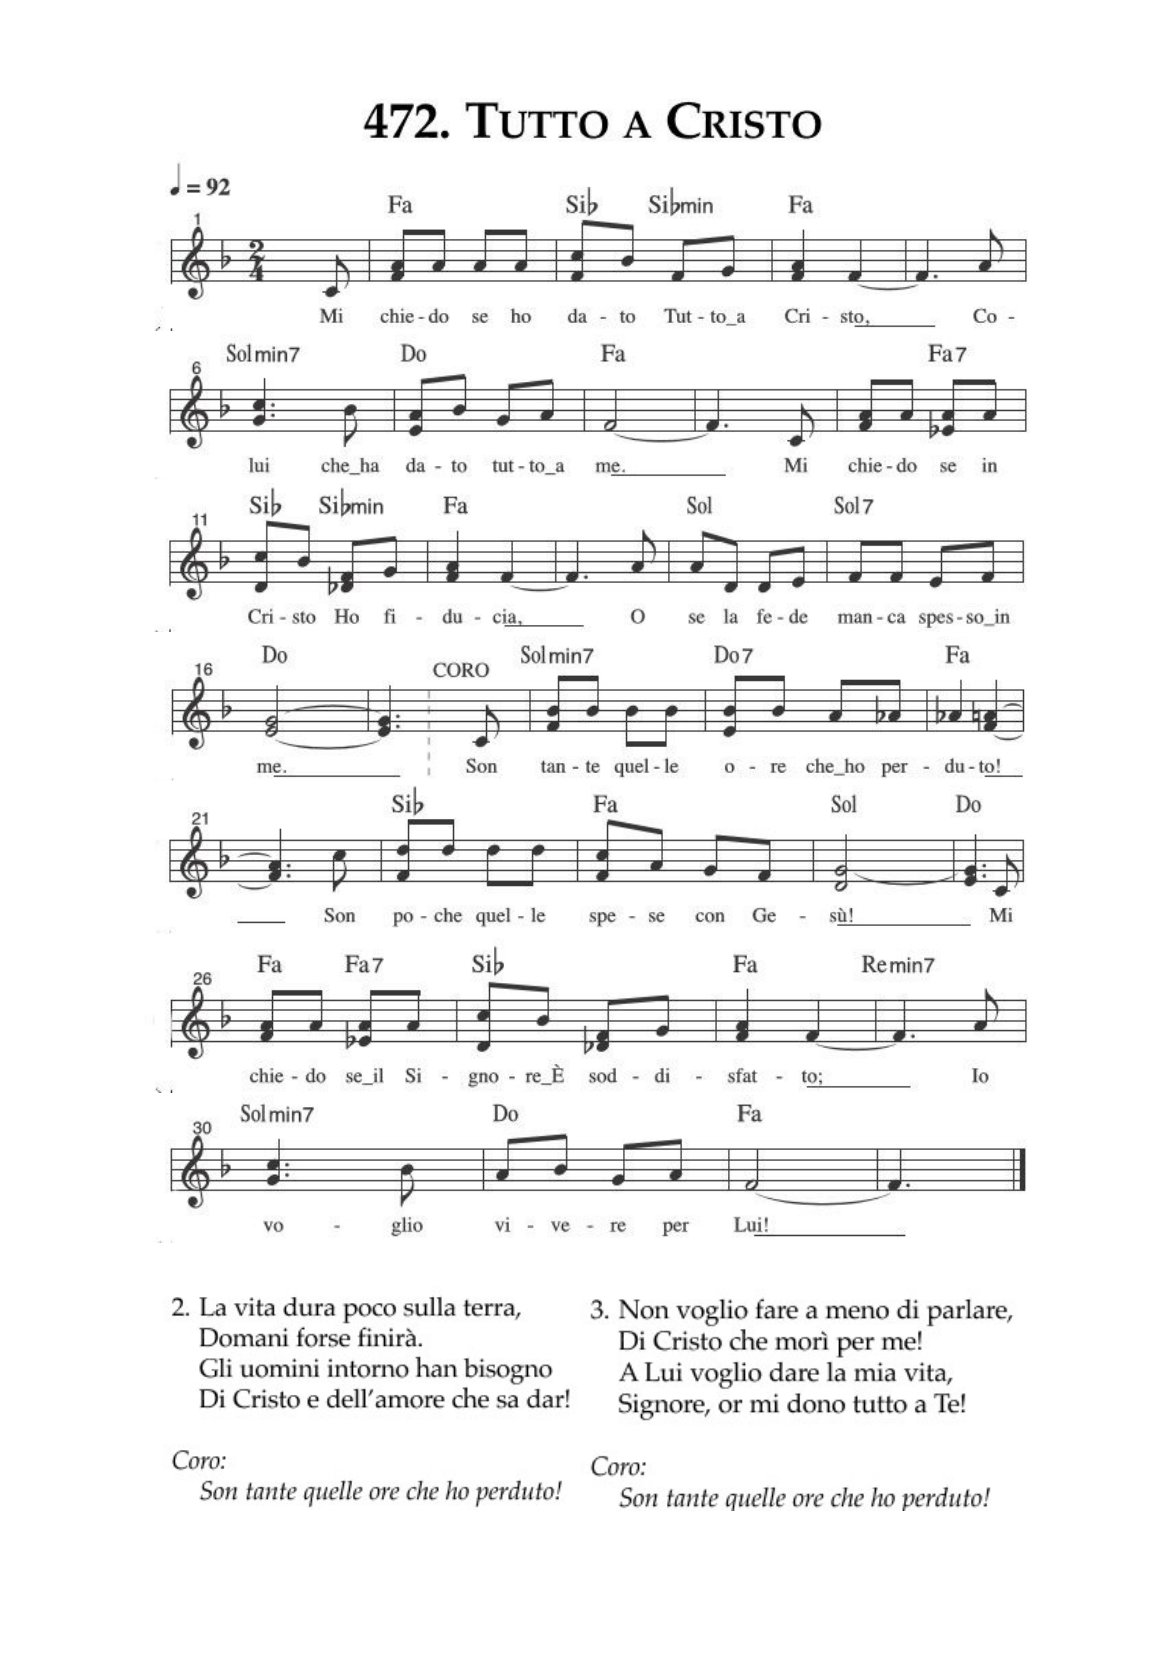 472. Tutto a Cristo
♩ = 92
Fa Si♭ Si♭min Fa
1
2
4
Mi chie - do se ho da - to Tut - to_a Cri - sto, Co -
Solmin7 Do Fa Fa7
6
lui che_ha da - to tut - to_a me. Mi chie - do se in
Si♭ Si♭min Fa Sol Sol7
11
Cri - sto Ho fi - du - cia, O se la fe - de man - ca spes - so_in
Do CORO Solmin7 Do7 Fa
16
me. Son tan - te quel - le o - re che_ho per - du - to!
Si♭ Fa Sol Do
21
Son po - che quel - le spe - se con Ge - sù! Mi
Fa Fa7 Si♭ Fa Remin7
26
chie - do se_il Si - gno - re_È sod - di - sfat - to; Io
Solmin7 Do Fa
30
vo - glio vi - ve - re per Lui!
2. La vita dura poco sulla terra,
Domani forse finirà.
Gli uomini intorno han bisogno
Di Cristo e dell'amore che sa dar!
Coro:
Son tante quelle ore che ho perduto!
3. Non voglio fare a meno di parlare,
Di Cristo che morì per me!
A Lui voglio dare la mia vita,
Signore, or mi dono tutto a Te!
Coro:
Son tante quelle ore che ho perduto!